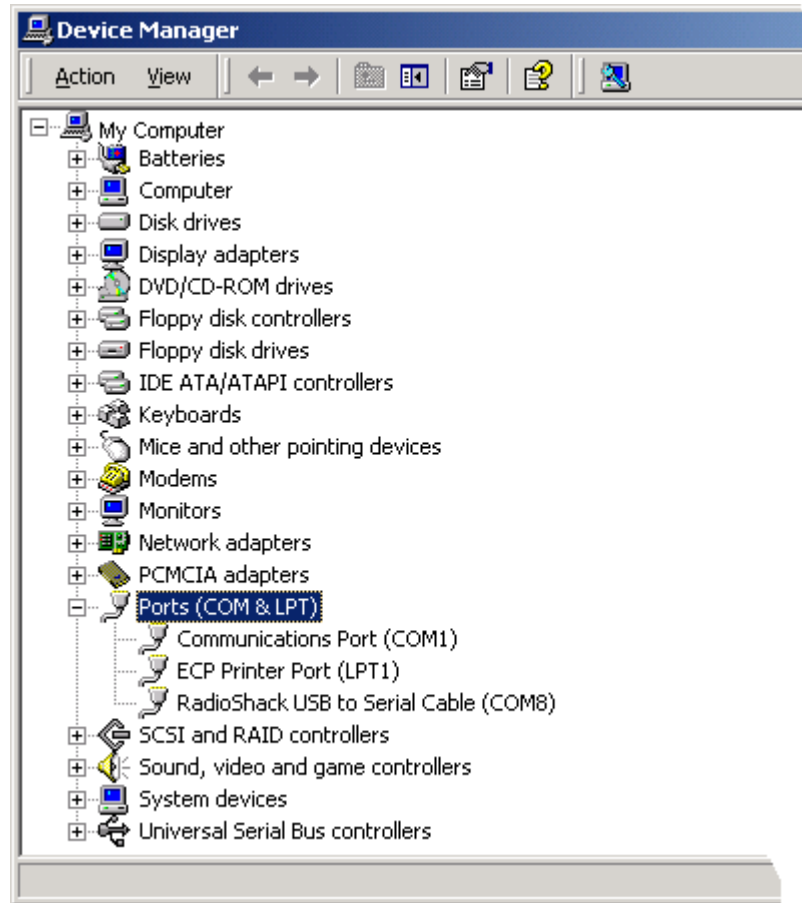 Device Manager
Action View
My Computer
Batteries
Computer
Disk drives
Display adapters
DVD/CD-ROM drives
Floppy disk controllers
Floppy disk drives
IDE ATA/ATAPI controllers
Keyboards
Mice and other pointing devices
Modems
Monitors
Network adapters
PCMCIA adapters
Ports (COM & LPT)
Communications Port (COM1)
ECP Printer Port (LPT1)
RadioShack USB to Serial Cable (COM8)
SCSI and RAID controllers
Sound, video and game controllers
System devices
Universal Serial Bus controllers